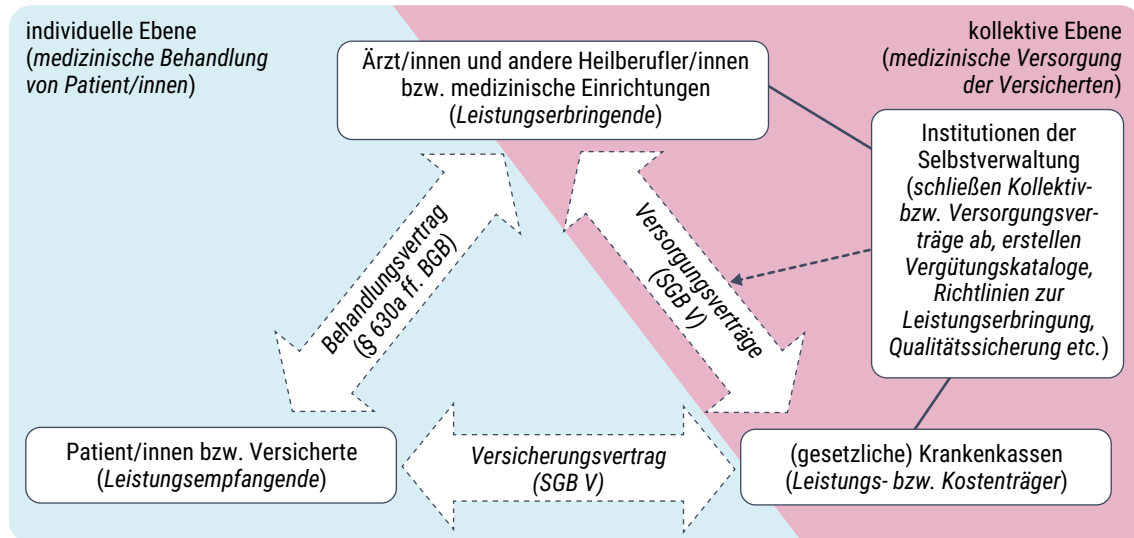 individuelle Ebene
(medizinische Behandlung
von Patient/innen)
kollektive Ebene
(medizinische Versorgung
der Versicherten)
Ärzt/innen und andere Heilberufler/innen
bzw. medizinische Einrichtungen
(Leistungserbringende)
Institutionen der
Selbstverwaltung
(schließen Kollektiv-
bzw. Versorgungsver-
träge ab, erstellen
Vergütungskataloge,
Richtlinien zur
Leistungserbringung,
Qualitätssicherung etc.)
Behandlungsvertrag
(§ 630a ff. BGB)
Versorgungsverträge
(SGB V)
Patient/innen bzw. Versicherte
(Leistungsempfangende)
Versicherungsvertrag
(SGB V)
(gesetzliche) Krankenkassen
(Leistungs- bzw. Kostenträger)